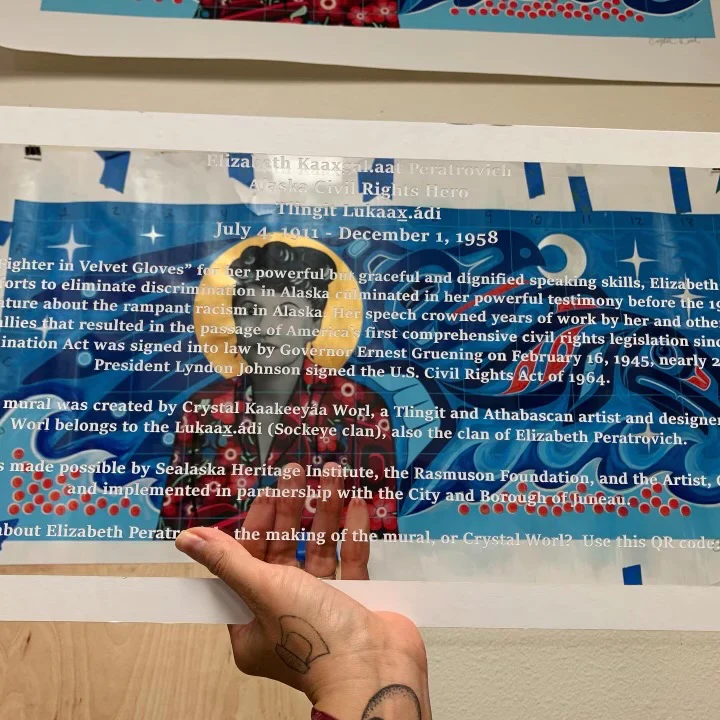 Elizabeth Kaaxgakaat Peratrovich
Alaska Civil Rights Hero
Tlingit Lukaax̲.ádi
July 4, 1911 - December 1, 1958
Fighter in Velvet Gloves” for her powerful but graceful and dignified speaking skills, Elizabeth
forts to eliminate discrimination in Alaska culminated in her powerful testimony before the 19
ature about the rampant racism in Alaska. Her speech crowned years of work by her and othe
llies that resulted in the passage of America’s first comprehensive civil rights legislation sinc
ination Act was signed into law by Governor Ernest Gruening on February 16, 1945, nearly 2
President Lyndon Johnson signed the U.S. Civil Rights Act of 1964.
mural was created by Crystal Kaakeeyáa Worl, a Tlingit and Athabascan artist and designer
Worl belongs to the Lukaax̲.ádi (Sockeye clan), also the clan of Elizabeth Peratrovich.
s made possible by Sealaska Heritage Institute, the Rasmuson Foundation, and the Artist, C
and implemented in partnership with the City and Borough of Juneau.
about Elizabeth Peratr the making of the mural, or Crystal Worl? Use this QR code: